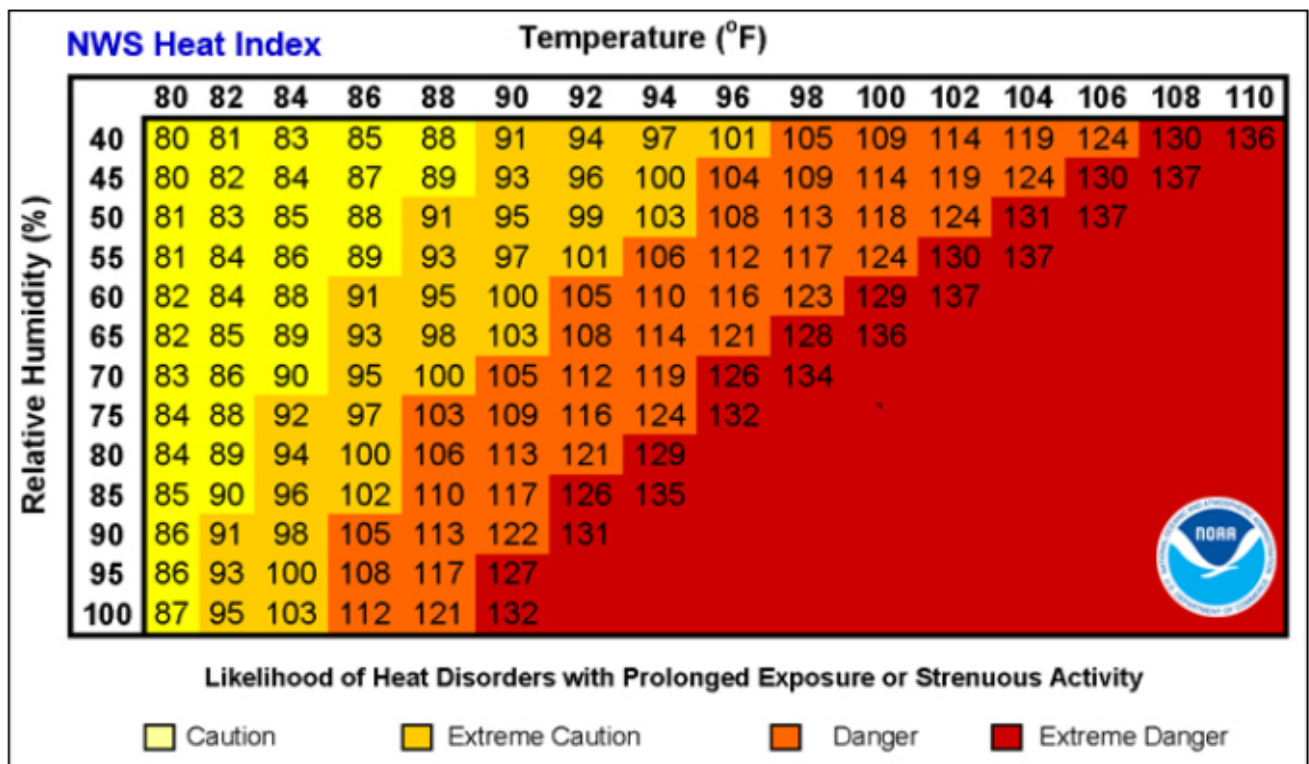 NWS Heat Index
Temperature (°F)
80 82 84 86 88 90 92 94 96 98 100 102 104 106 108 110
Relative Humidity (%)
40 80 81 83 85 88 91 94 97 101 105 109 114 119 124 130 136
45 80 82 84 87 89 93 96 100 104 109 114 119 124 130 137
50 81 83 85 88 91 95 99 103 108 113 118 124 131 137
55 81 84 86 89 93 97 101 106 112 117 124 130 137
60 82 84 88 91 95 100 105 110 116 123 129 137
65 82 85 89 93 98 103 108 114 121 128 136
70 83 86 90 95 100 105 112 119 126 134
75 84 88 92 97 103 109 116 124 132
80 84 89 94 100 106 113 121 129
85 85 90 96 102 110 117 126 135
90 86 91 98 105 113 122 131
95 86 93 100 108 117 127
100 87 95 103 112 121 132
NOAA
Likelihood of Heat Disorders with Prolonged Exposure or Strenuous Activity
Caution Extreme Caution Danger Extreme Danger